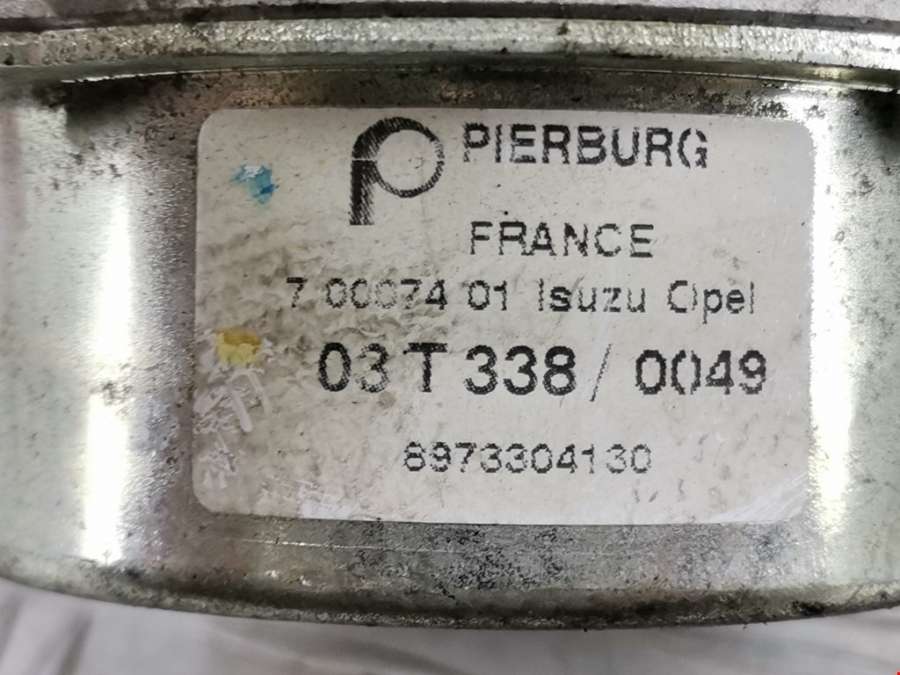 PIERBURG
FRANCE
7 00074 01 Isuzu Opel
03 T 338 / 0049
8973304130